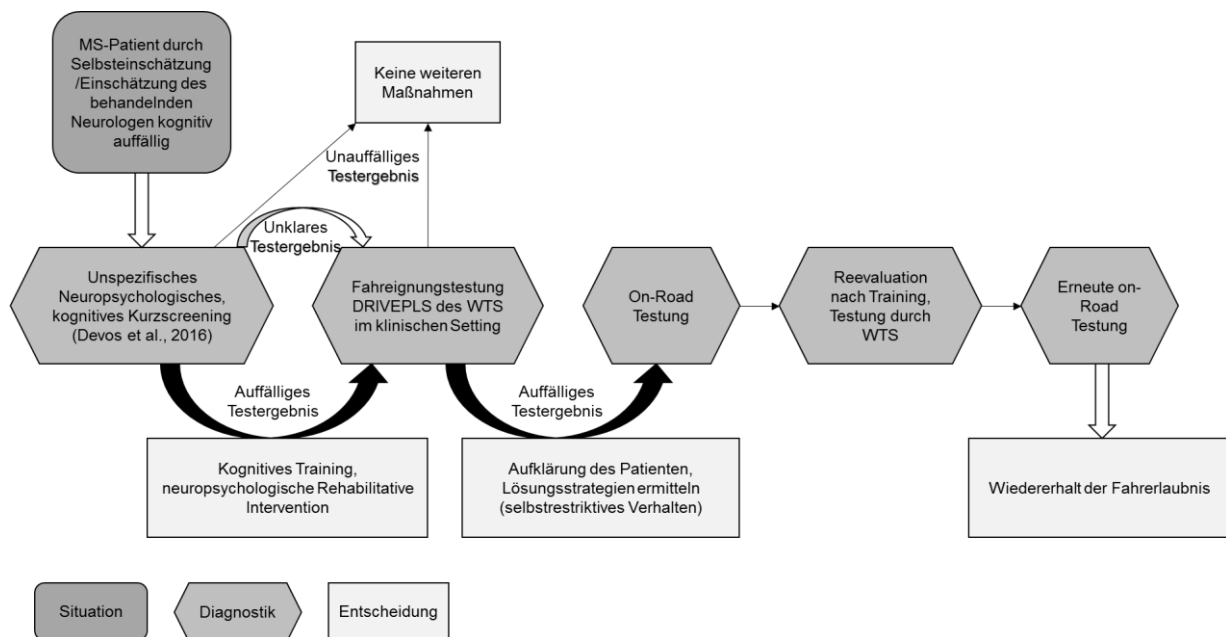 MS-Patient durch
Selbsteinschätzung
/Einschätzung des
behandelnden
Neurologen kognitiv
auffällig
Keine weiteren
Maßnahmen
Unauffälliges
Testergebnis
Unklares
Testergebnis
Unspezifisches
Neuropsychologisches,
kognitives Kurzscreening
(Devos et al., 2016)
Fahreignungstestung
DRIVEPLS des WTS
im klinischen Setting
On-Road
Testung
Reevaluation
nach Training,
Testung durch
WTS
Erneute on-
Road
Testung
Auffälliges
Testergebnis
Auffälliges
Testergebnis
Kognitives Training,
neuropsychologische Rehabilitative
Intervention
Aufklärung des Patienten,
Lösungsstrategien ermitteln
(selbstrestriktives Verhalten)
Wiedererhalt der Fahrerlaubnis
Situation
Diagnostik
Entscheidung